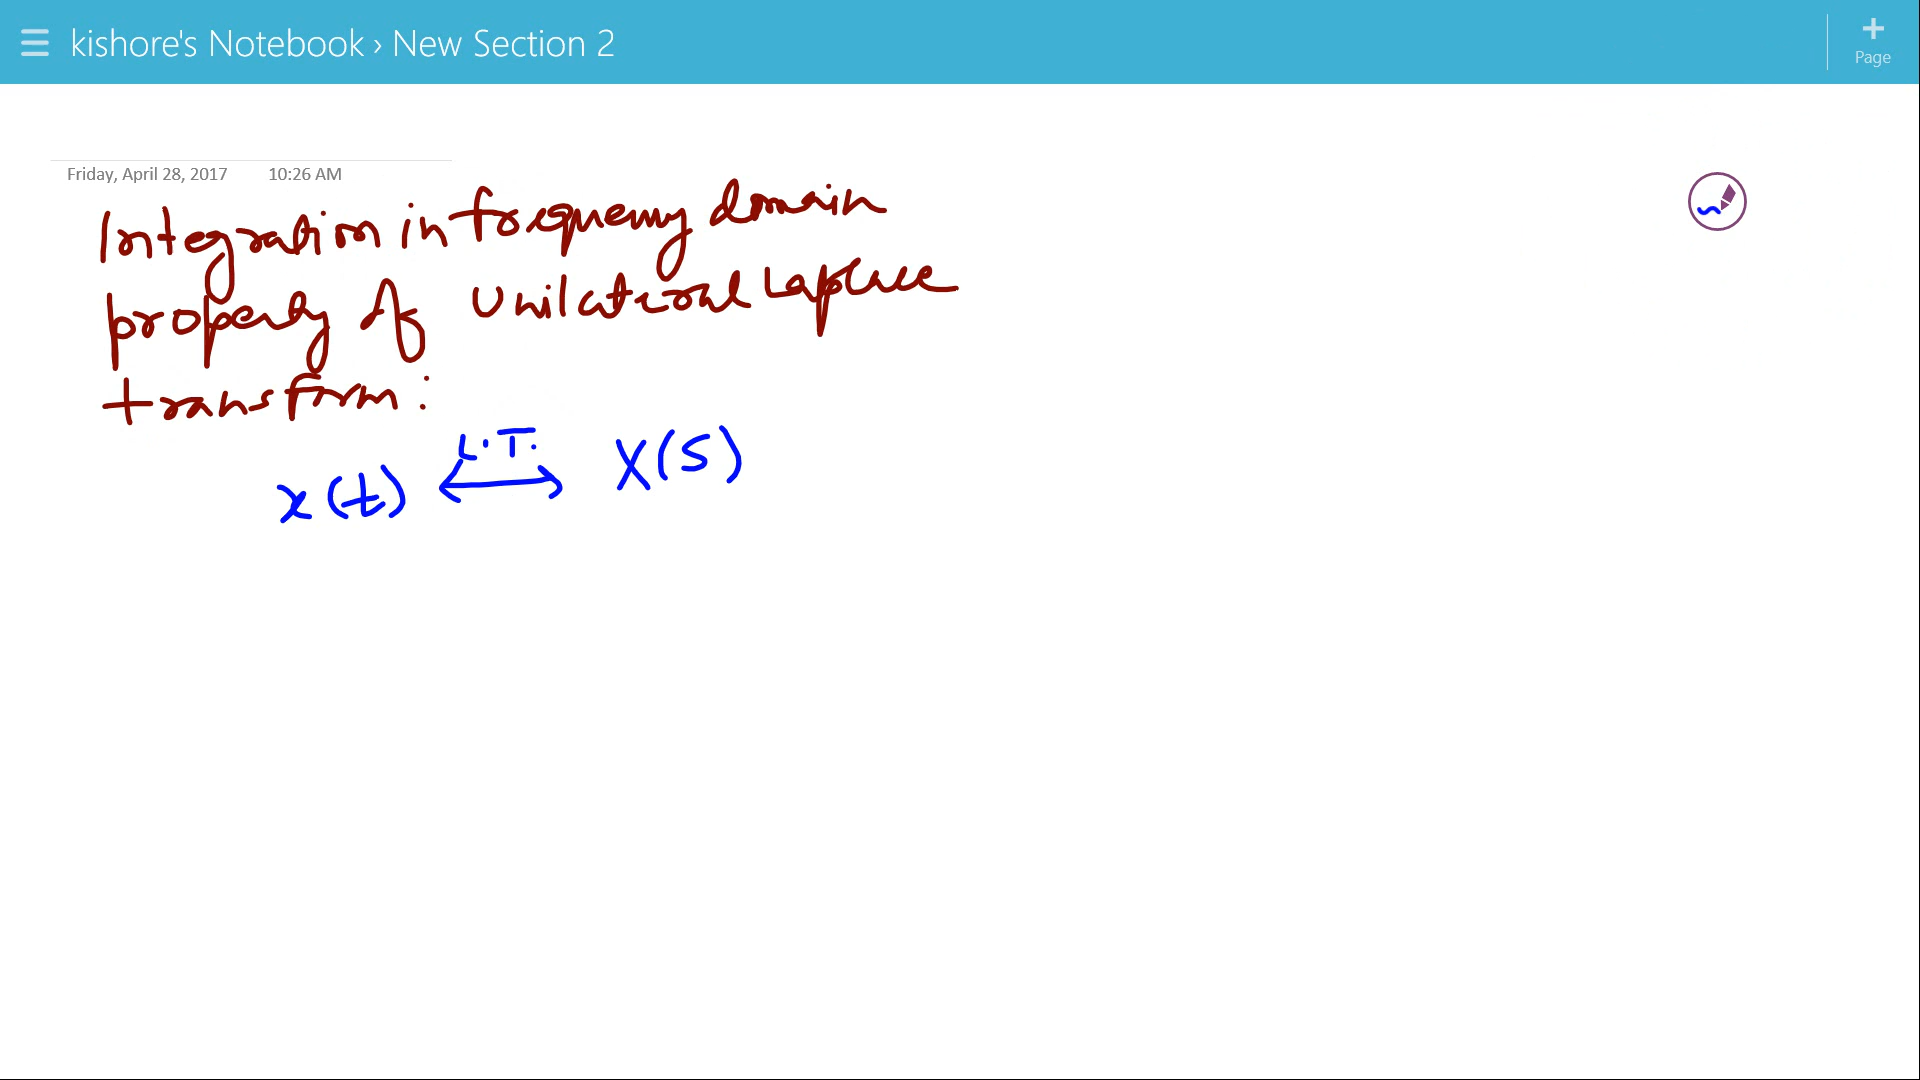 kishore's Notebook › New Section 2
Page
Friday, April 28, 2017 10:26 AM
Integration in frequency domain
property of Unilateral Laplace
transform:
L.T.
x(t) ⟷ X(S)